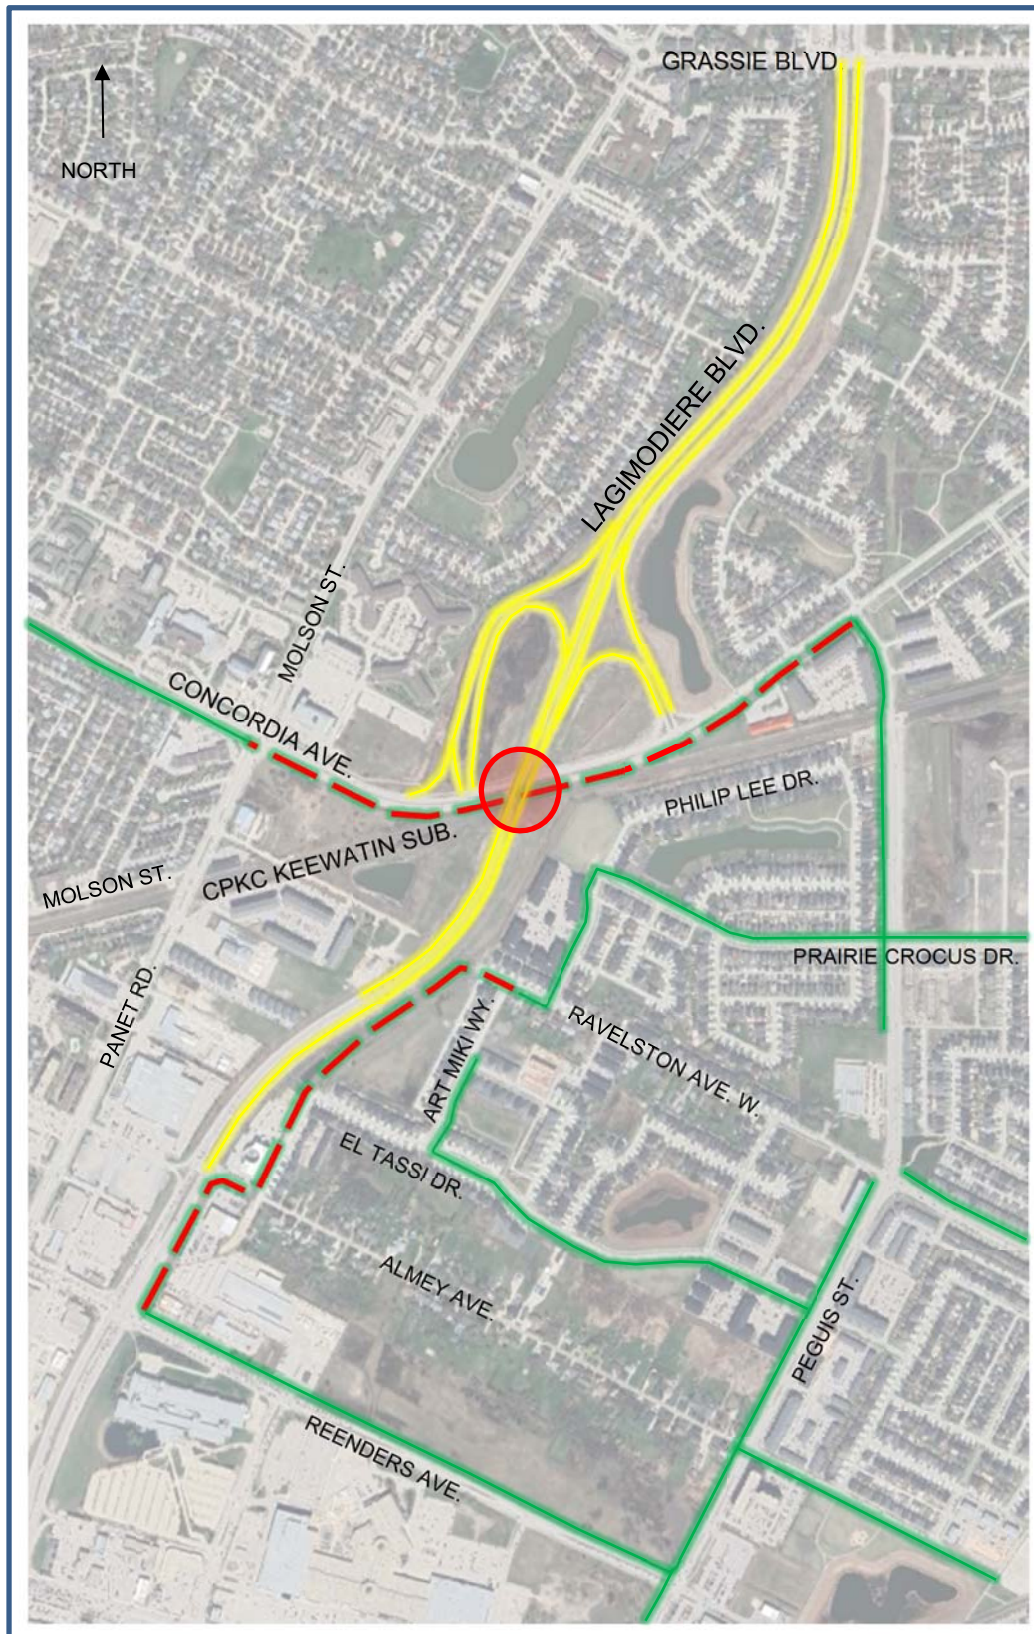 GRASSIE BLVD
NORTH
LAGIMODIERE BLVD.
MOLSON ST.
CONCORDIA AVE.
PHILIP LEE DR.
CPKC KEEWATIN SUB.
MOLSON ST.
PRAIRIE CROCUS DR.
PANET RD.
RAVELSTON AVE. W.
ART MIKI WY.
EL TASSI DR.
ALMEY AVE.
PEGUIS ST.
REENDERS AVE.